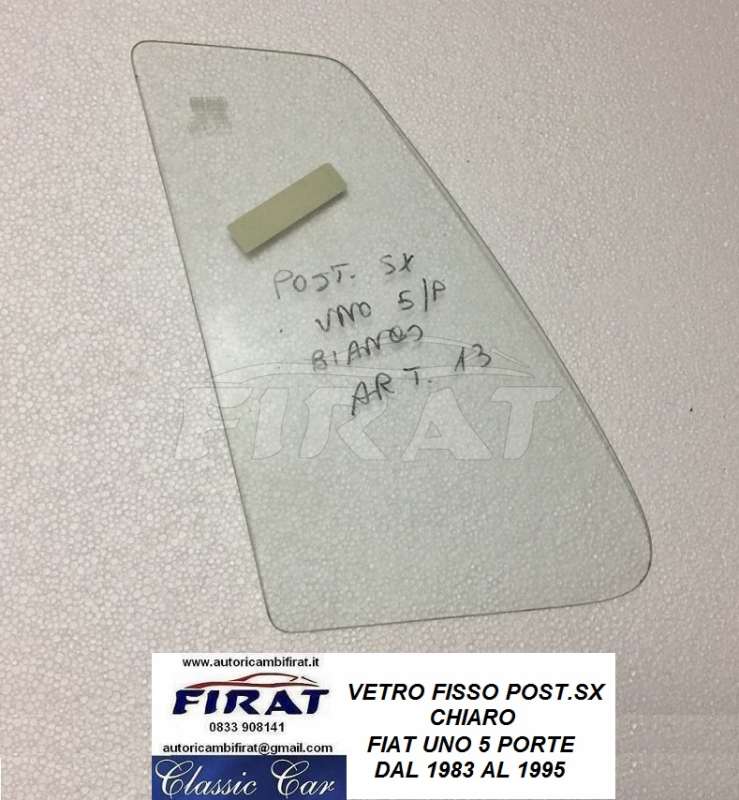 POST. SX
UNO 5/P
BIANCO
ART. 13
FIRAT
www.autoricambifirat.it
FIRAT
0833 908141
autoricambifirat@gmail.com
Classic Car
VETRO FISSO POST.SX
CHIARO
FIAT UNO 5 PORTE
DAL 1983 AL 1995